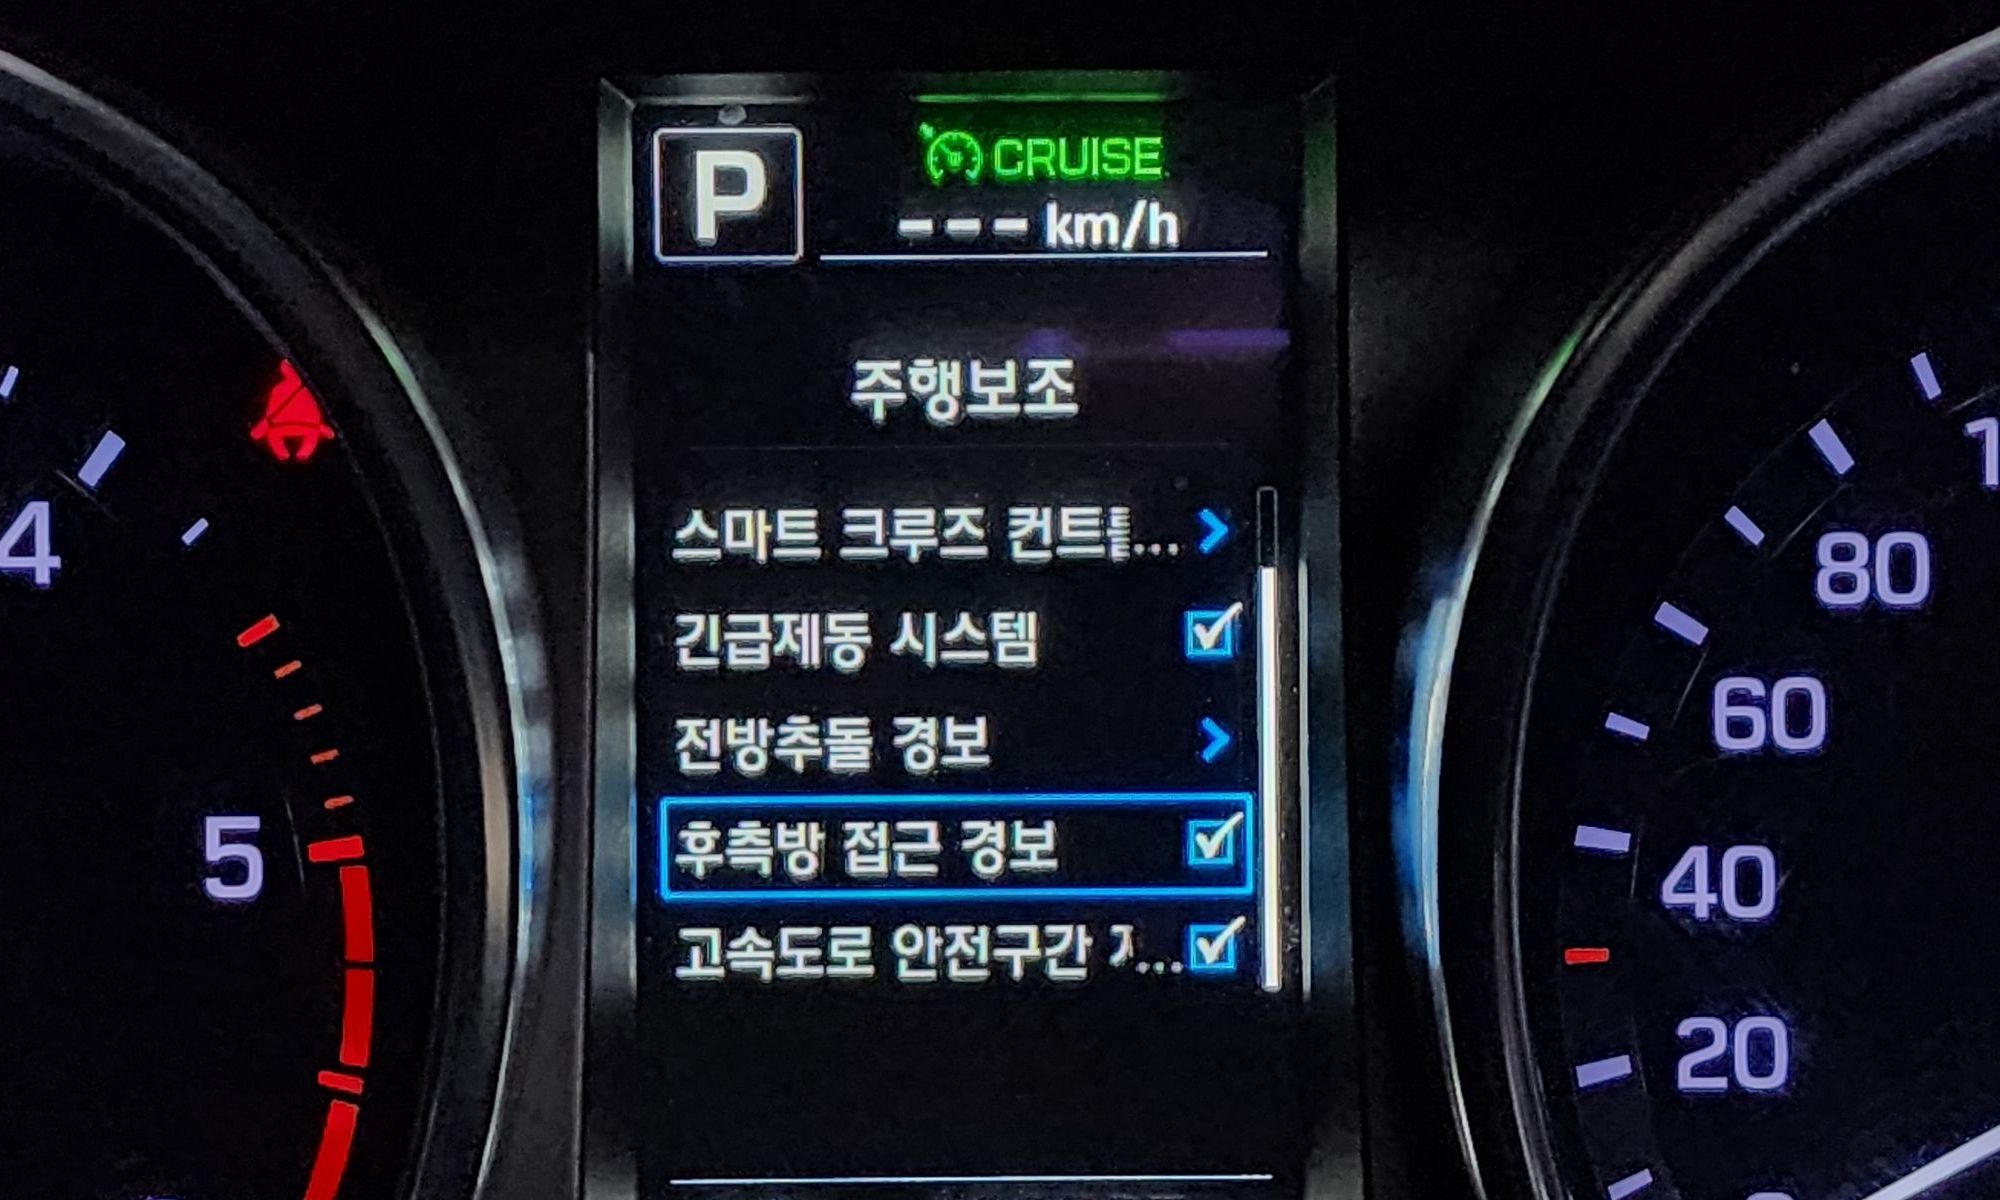 P
CRUISE
--- km/h
주행보조
스마트 크루즈 컨트롤...
긴급제동 시스템
전방추돌 경보
후측방 접근 경보
고속도로 안전구간 ...
4
5
80
60
40
20